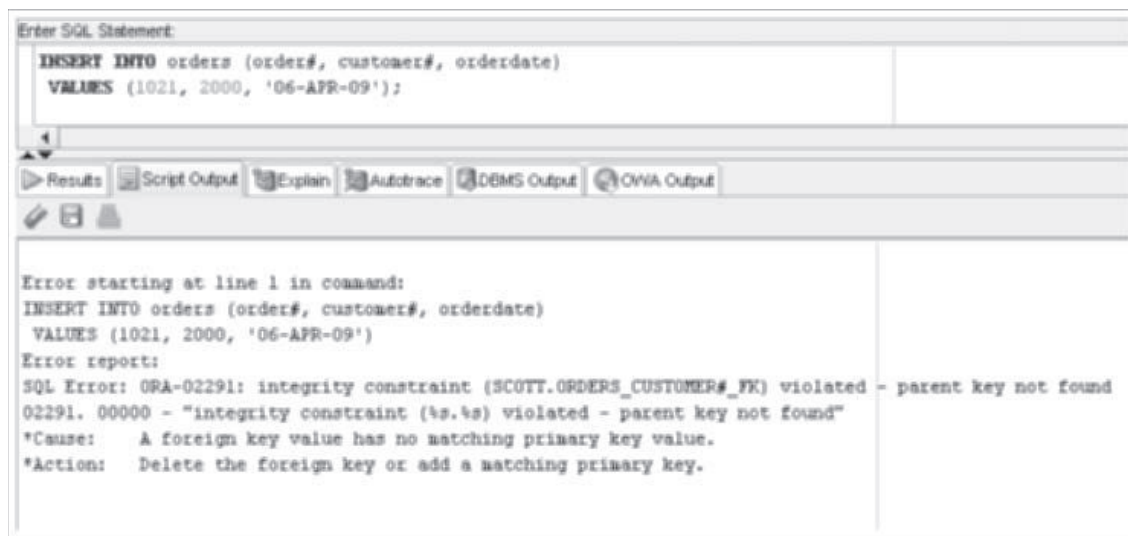 Enter SQL Statement:
INSERT INTO orders (order#, customer#, orderdate)
VALUES (1021, 2000, '06-APR-09');
Results Script Output Explain Autotrace DBMS Output OWA Output
Error starting at line 1 in command:
INSERT INTO orders (order#, customer#, orderdate)
VALUES (1021, 2000, '06-APR-09')
Error report:
SQL Error: ORA-02291: integrity constraint (SCOTT.ORDERS_CUSTOMER#_FK) violated - parent key not found
02291. 00000 - "integrity constraint (%s.%s) violated - parent key not found"
*Cause: A foreign key value has no matching primary key value.
*Action: Delete the foreign key or add a matching primary key.